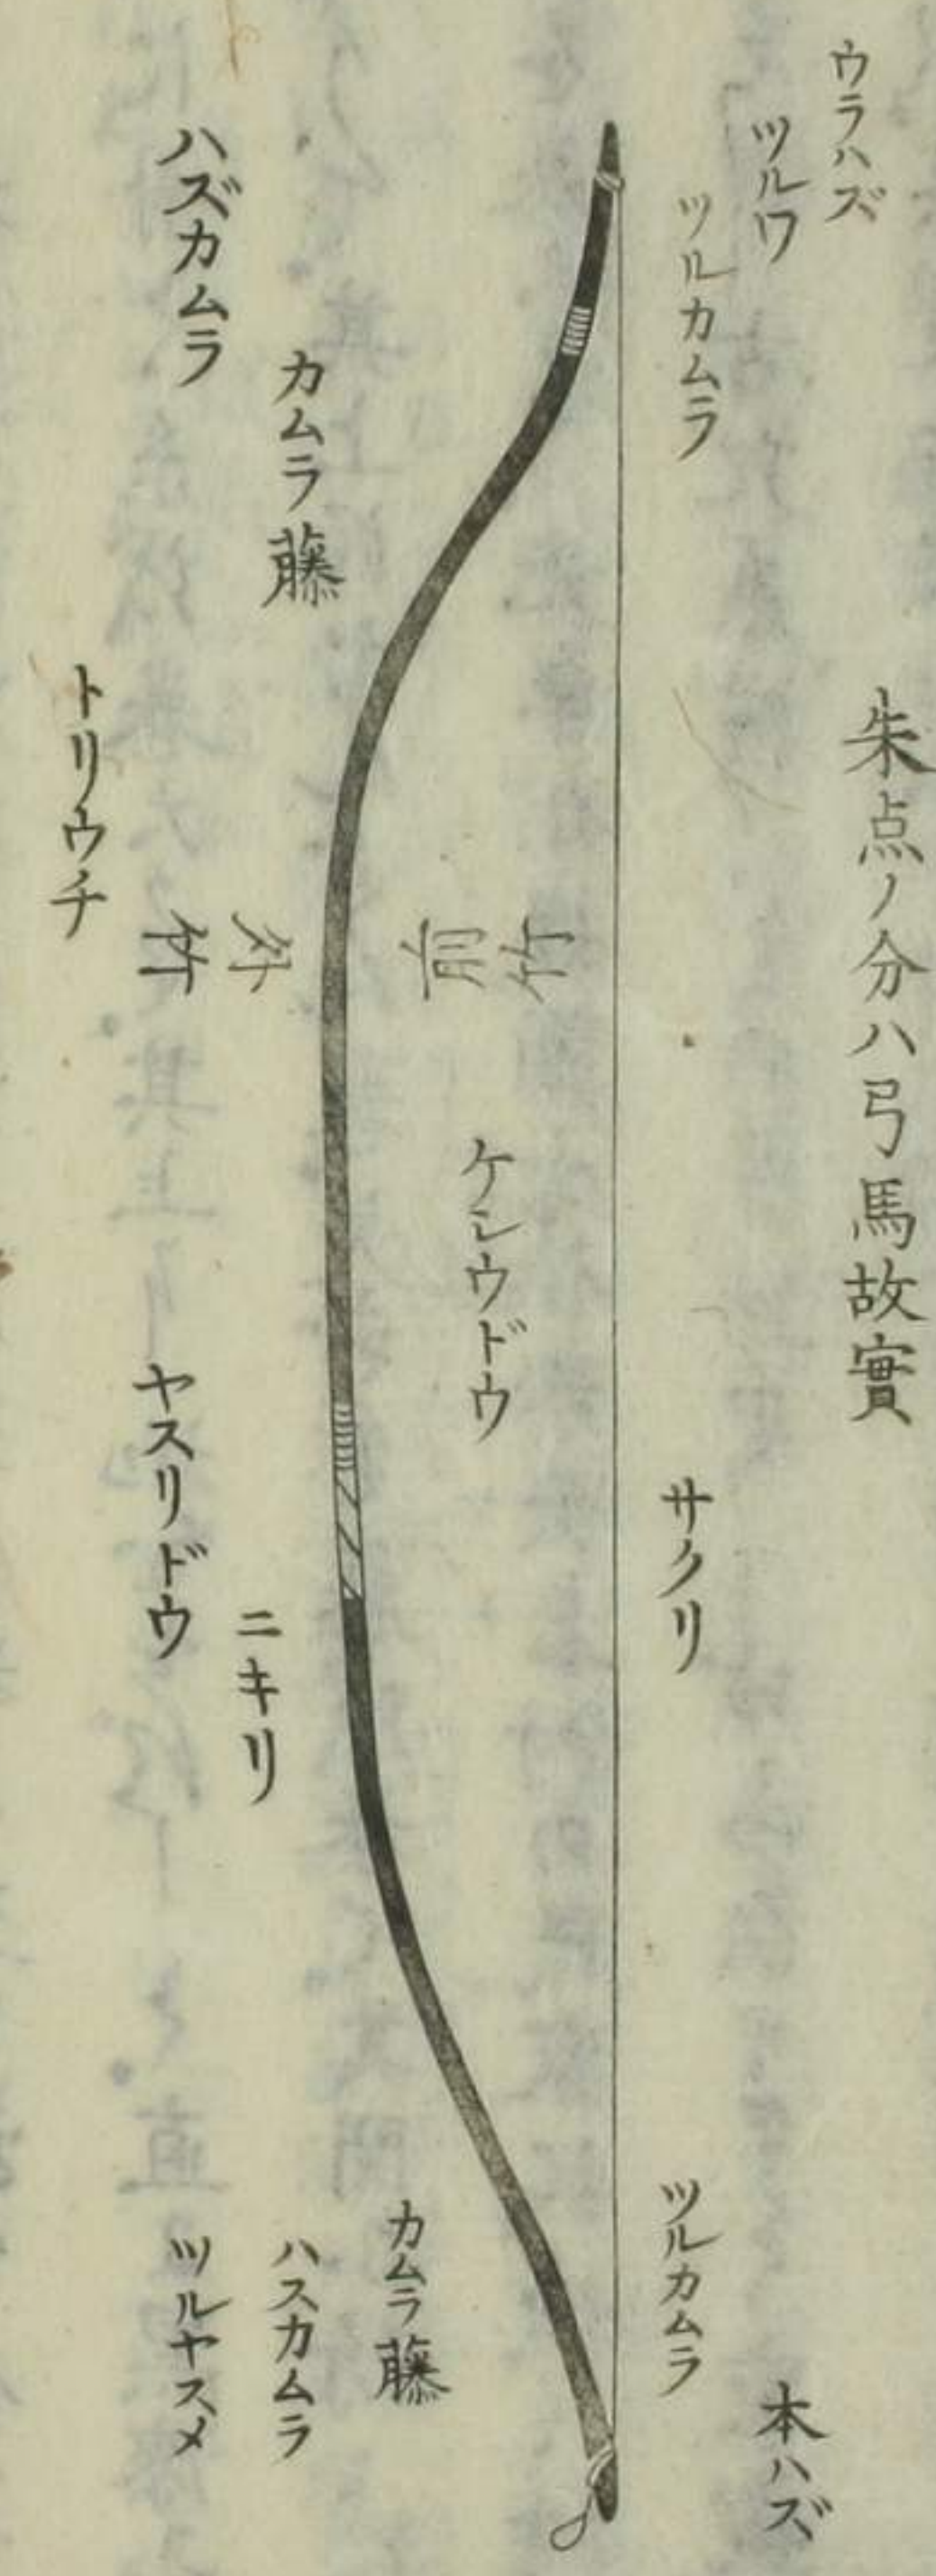 ウラハズ
ツルワ
ツルカムラ
朱点ノ分ハ弓馬故實
サクリ
ツルカムラ
本ハズ
前竹
ケンウドウ
外竹
カムラ藤
ハズカムラ
トリウチ
ヤスリドウ
ニキリ
カムラ藤
ハスカムラ
ツルヤスメ